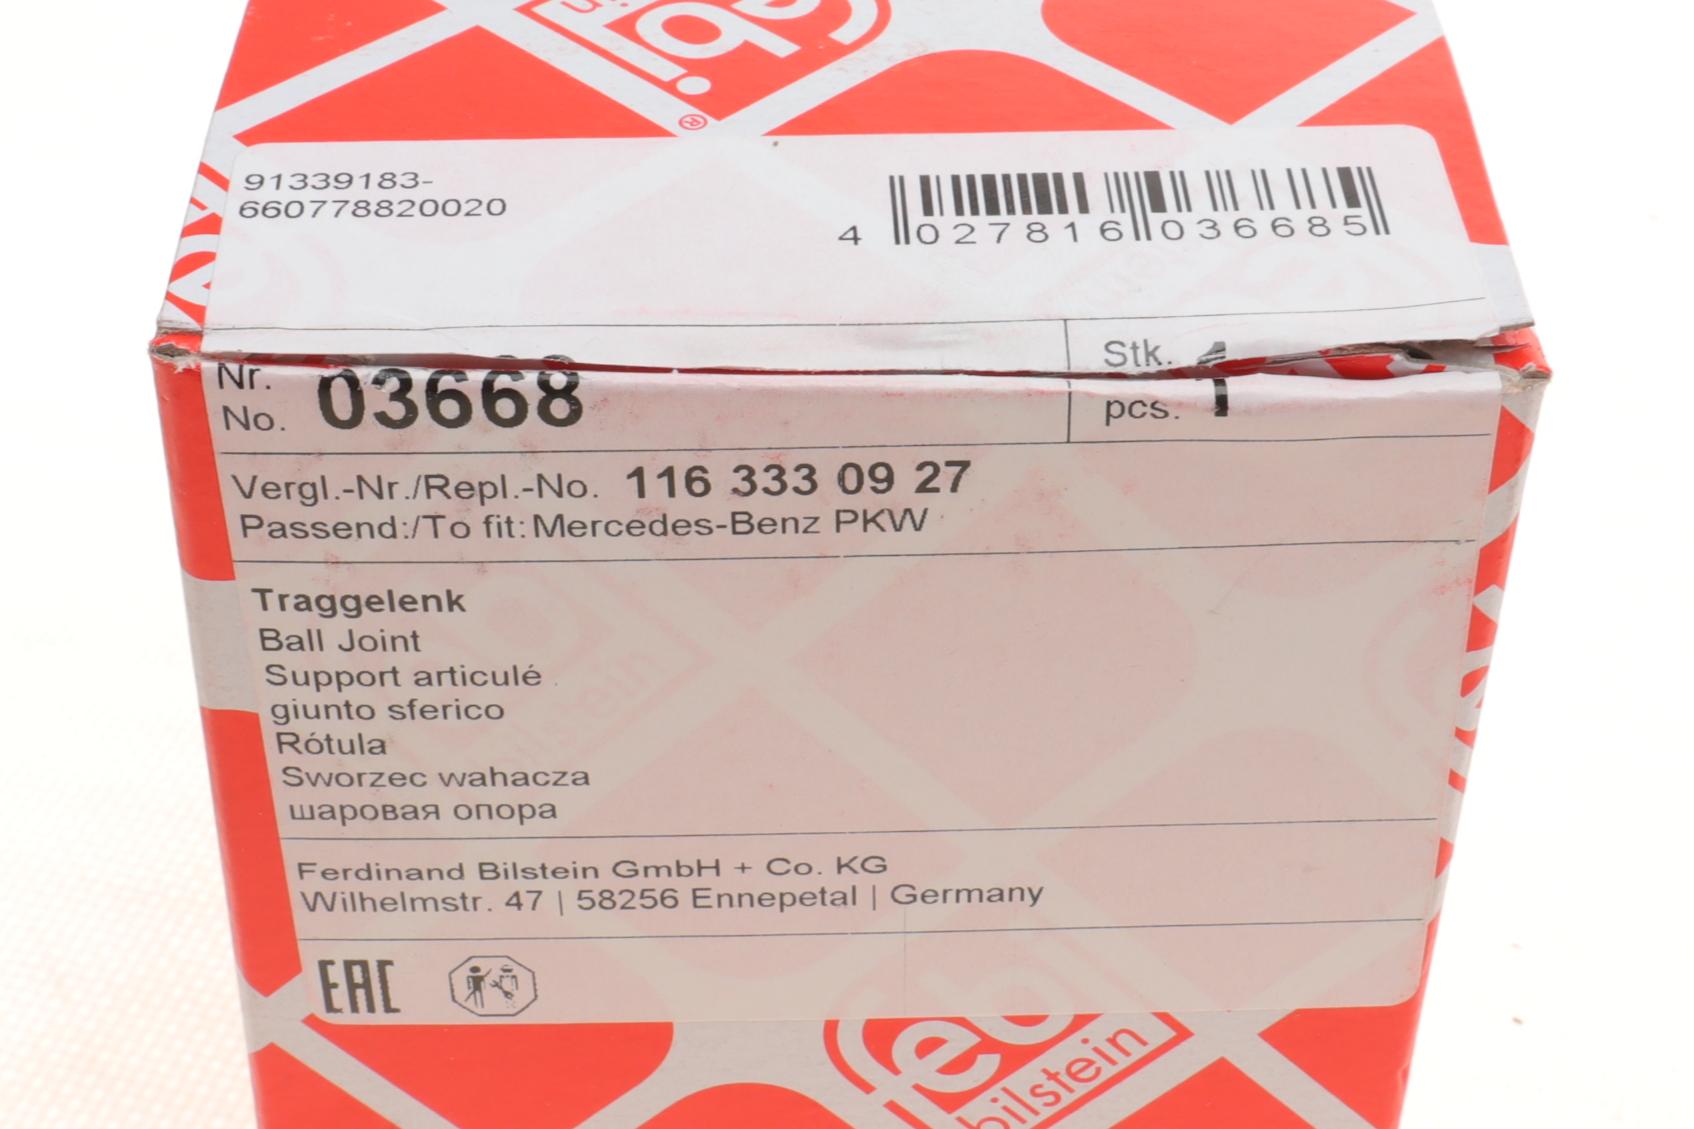 91339183-
660778820020
4 027816 036685
Nr.
No. 03668
Stk.
pcs. 1
Vergl.-Nr./Repl.-No. 116 333 09 27
Passend:/To fit: Mercedes-Benz PKW
Traggelenk
Ball Joint
Support articulé
giunto sferico
Rótula
Sworzec wahacza
шаровая опора
Ferdinand Bilstein GmbH + Co. KG
Wilhelmstr. 47 | 58256 Ennepetal | Germany
EAC
bilstein